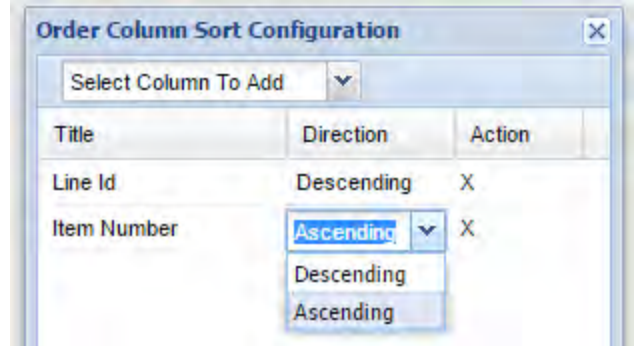 Order Column Sort Configuration
Select Column To Add
Title Direction Action
Line Id Descending X
Item Number Ascending X
Descending
Ascending